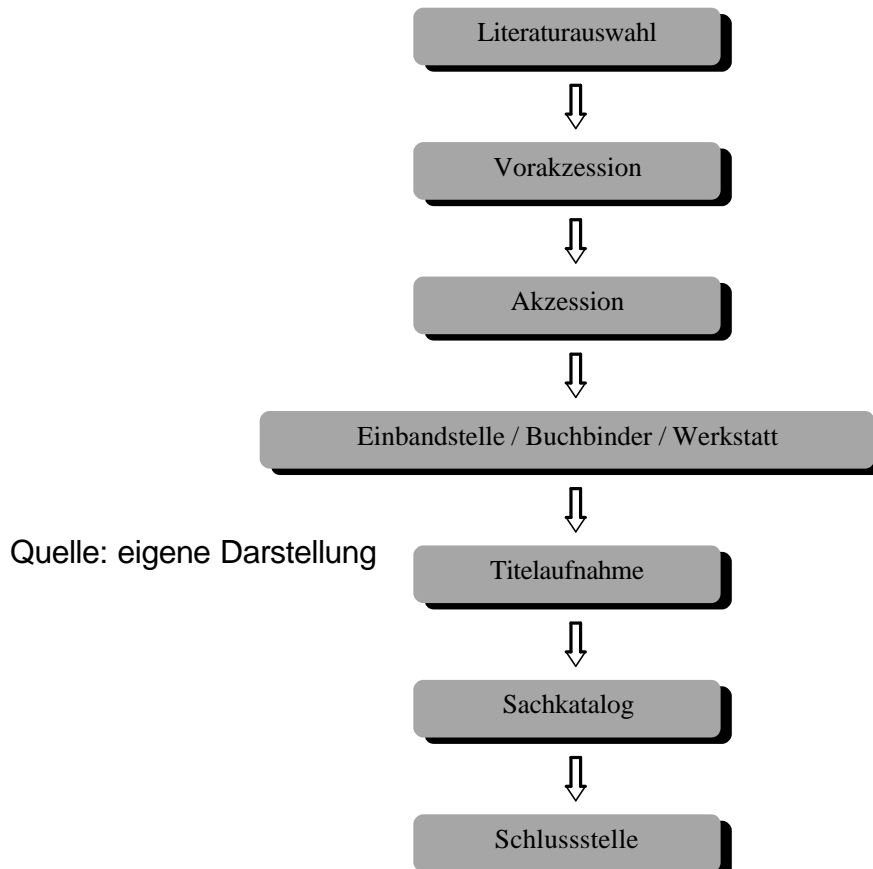 Literaturauswahl
Vorakzession
Akzession
Einbandstelle / Buchbinder / Werkstatt
Quelle: eigene Darstellung
Titelaufnahme
Sachkatalog
Schlussstelle